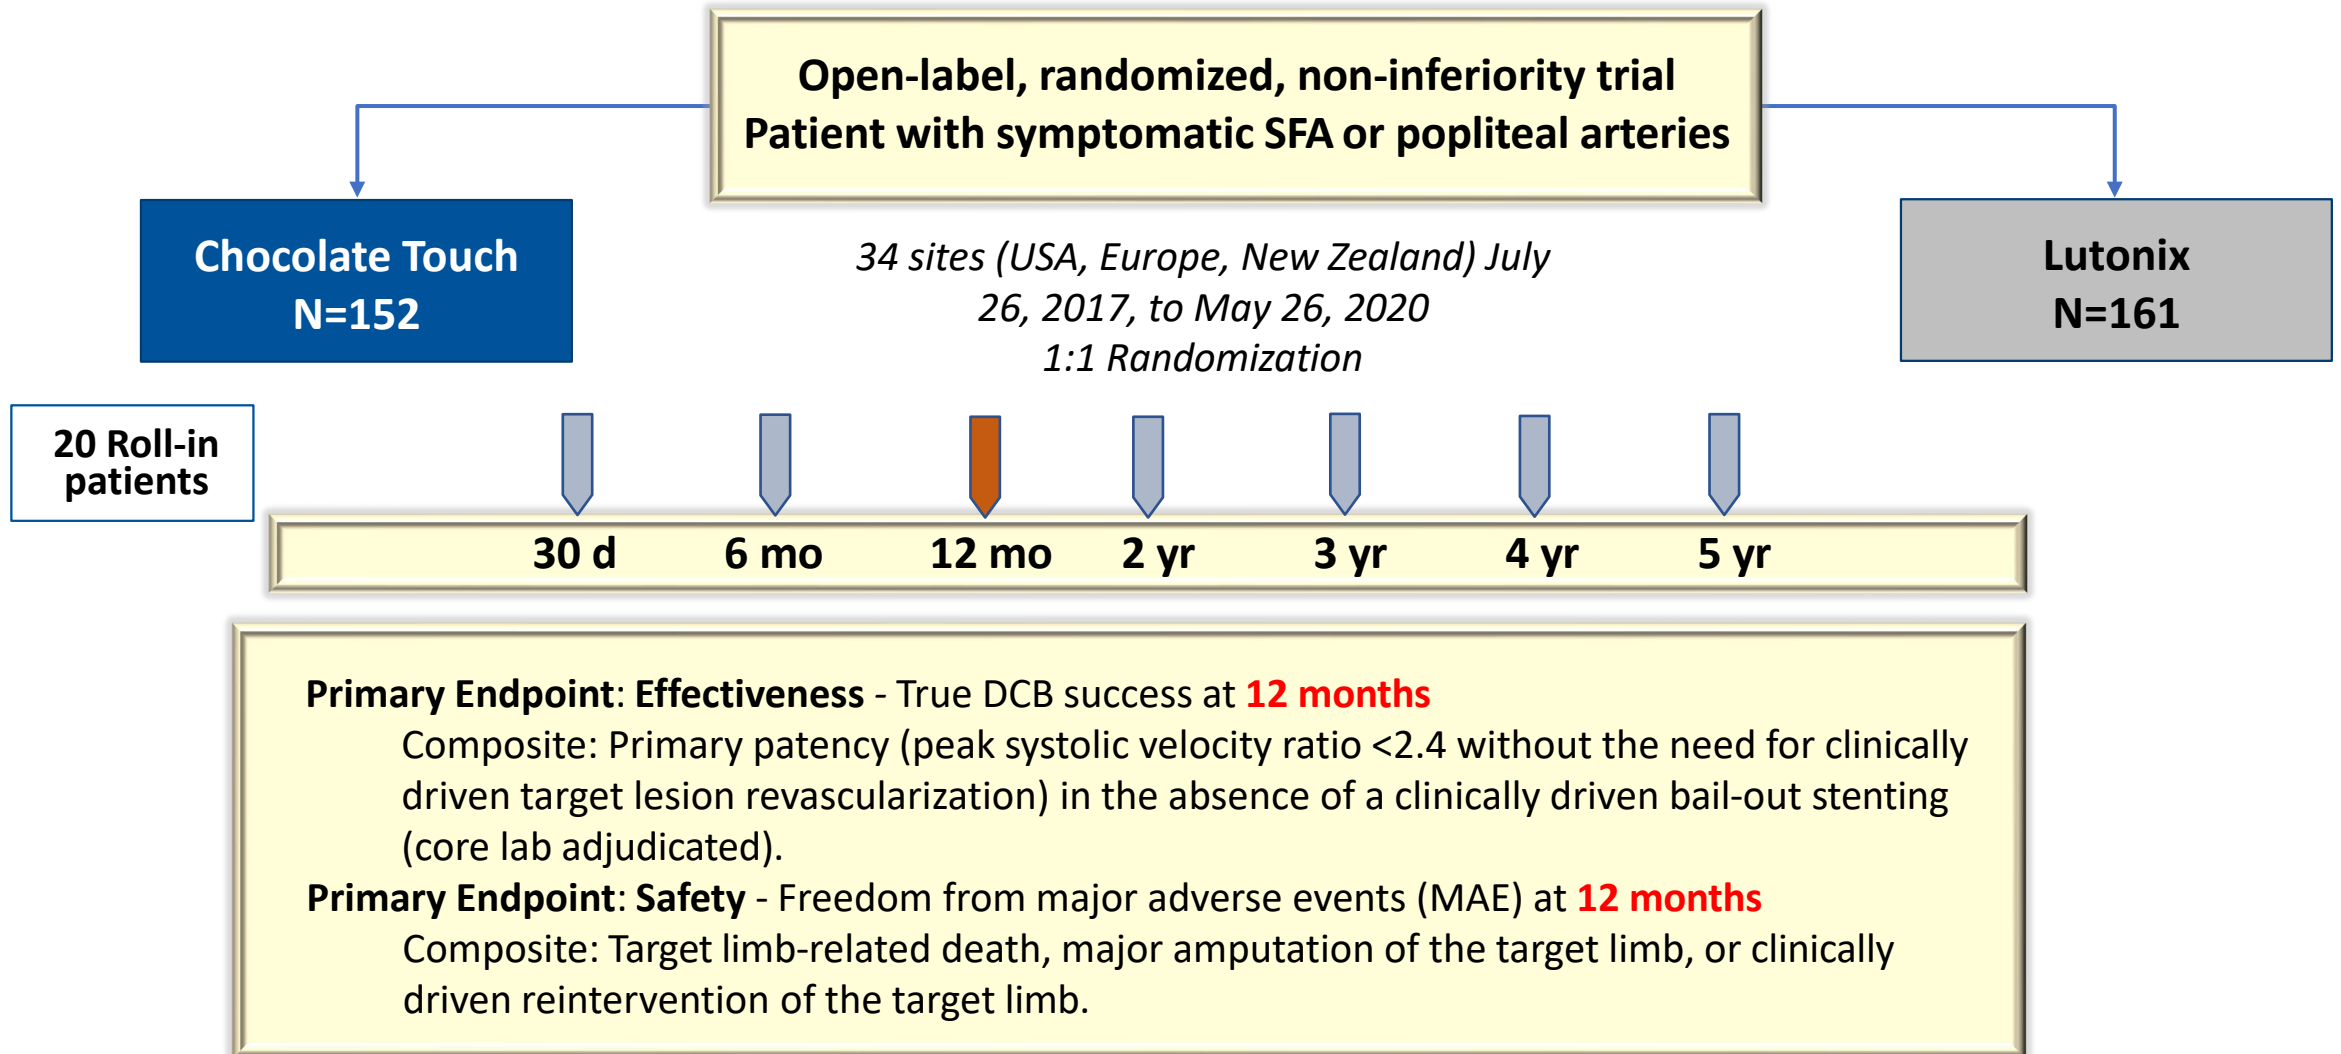 Open-label, randomized, non-inferiority trial
Patient with symptomatic SFA or popliteal arteries
Chocolate Touch
N=152
34 sites (USA, Europe, New Zealand) July
26, 2017, to May 26, 2020
1:1 Randomization
Lutonix
N=161
20 Roll-in
patients
30 d 6 mo 12 mo 2 yr 3 yr 4 yr 5 yr
Primary Endpoint: Effectiveness - True DCB success at 12 months
Composite: Primary patency (peak systolic velocity ratio <2.4 without the need for clinically
driven target lesion revascularization) in the absence of a clinically driven bail-out stenting
(core lab adjudicated).
Primary Endpoint: Safety - Freedom from major adverse events (MAE) at 12 months
Composite: Target limb-related death, major amputation of the target limb, or clinically
driven reintervention of the target limb.